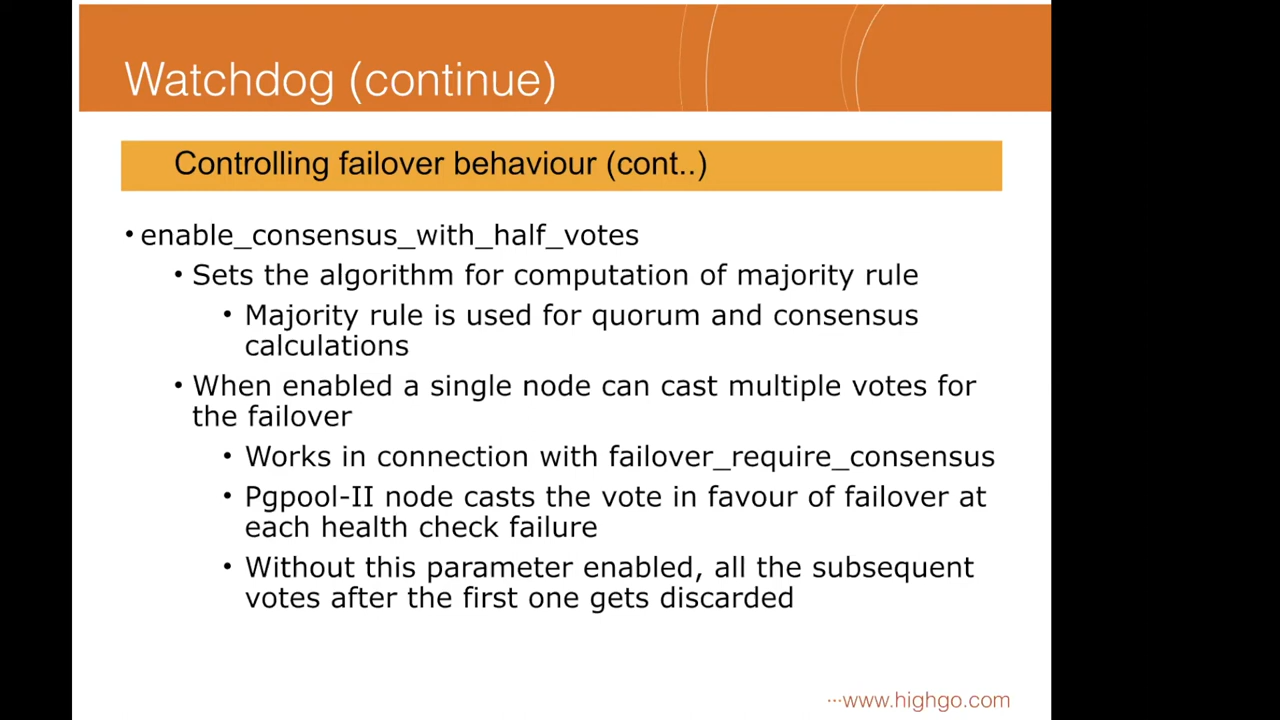 Watchdog (continue)
Controlling failover behaviour (cont..)
• enable_consensus_with_half_votes
• Sets the algorithm for computation of majority rule
• Majority rule is used for quorum and consensus
calculations
• When enabled a single node can cast multiple votes for
the failover
• Works in connection with failover_require_consensus
• Pgpool-II node casts the vote in favour of failover at
each health check failure
• Without this parameter enabled, all the subsequent
votes after the first one gets discarded
···www.highgo.com